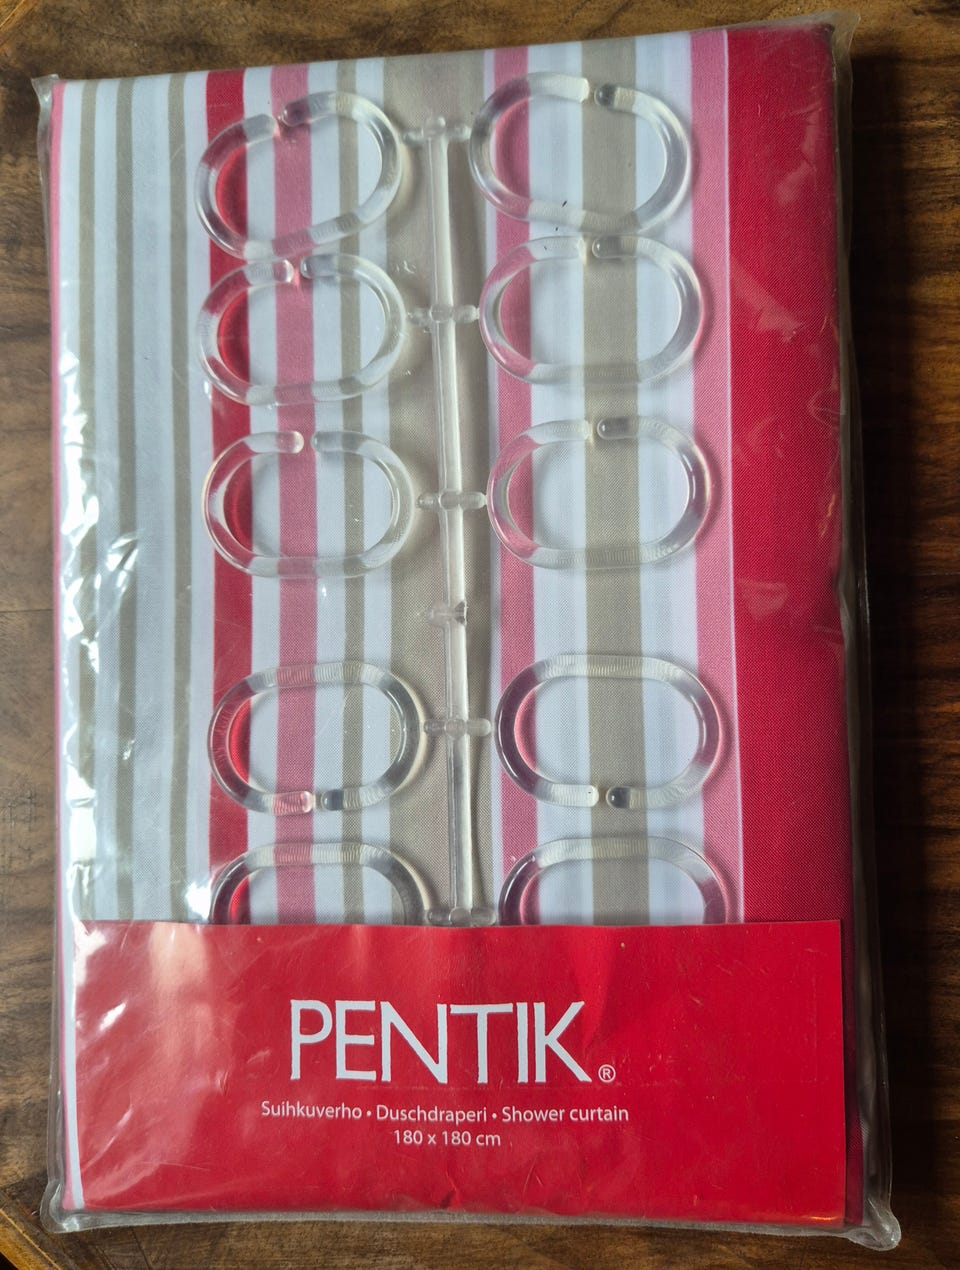 PENTIK®
Suihkuverho • Duschdraperi • Shower curtain
180 x 180 cm